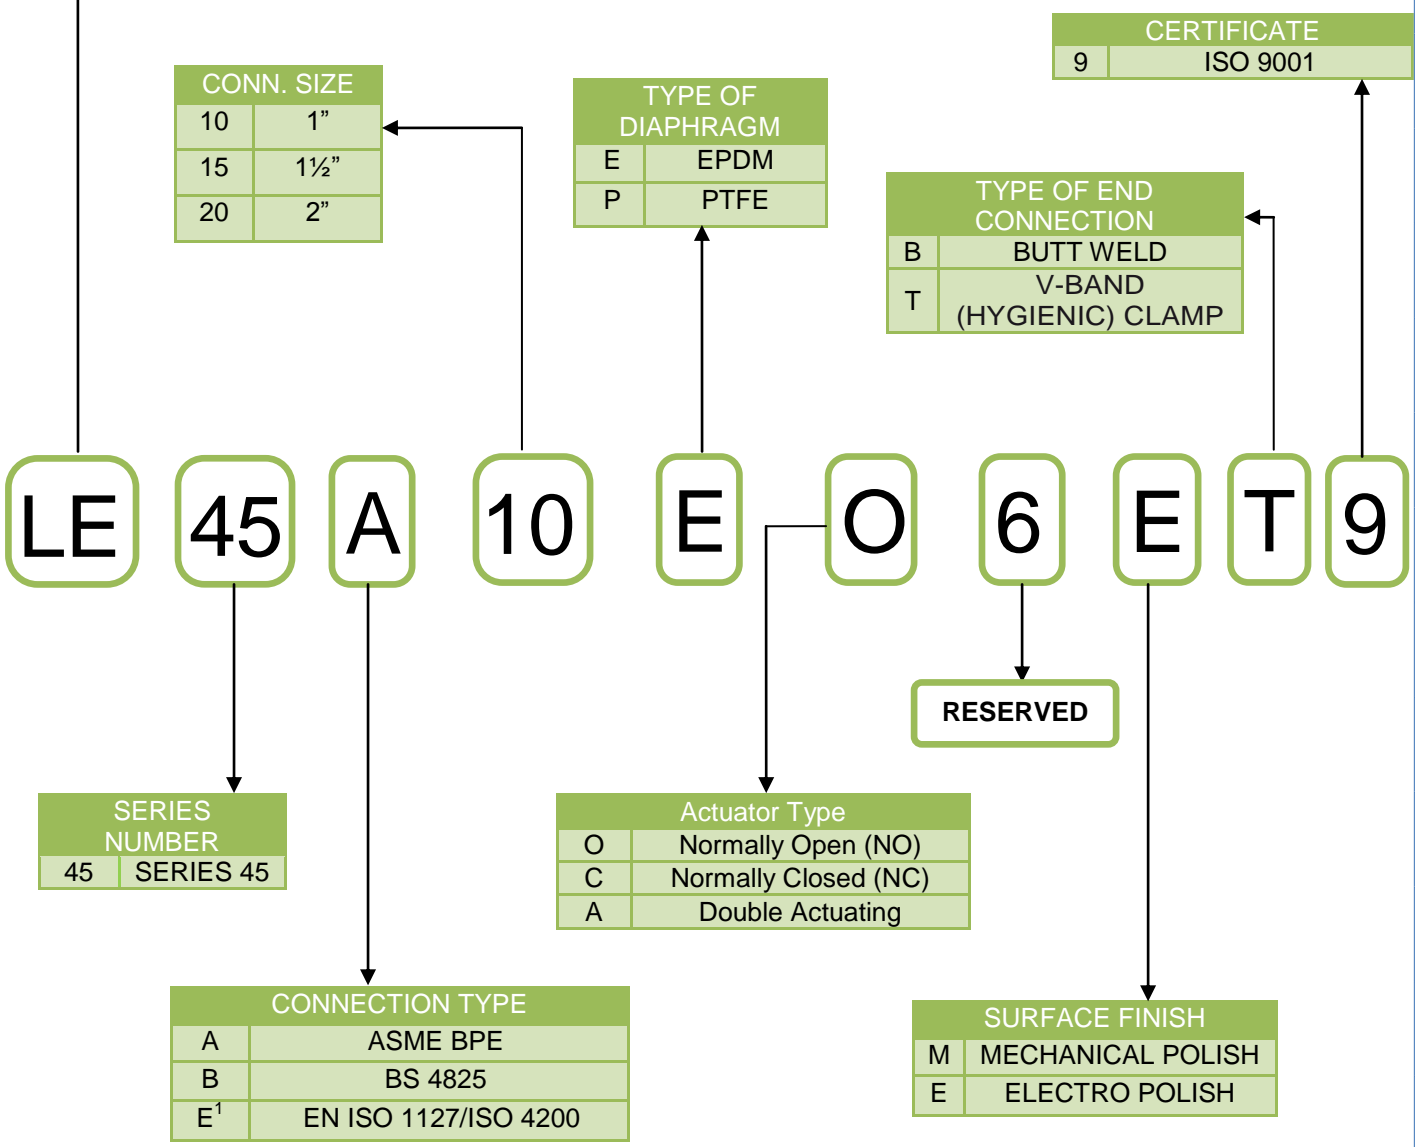 CERTIFICATE
9 ISO 9001
CONN. SIZE
10 1”
15 1½”
20 2”
TYPE OF
DIAPHRAGM
E EPDM
P PTFE
TYPE OF END
CONNECTION
B BUTT WELD
T V-BAND
(HYGIENIC) CLAMP
LE 45 A 10 E O 6 E T 9
RESERVED
SERIES
NUMBER
45 SERIES 45
Actuator Type
O Normally Open (NO)
C Normally Closed (NC)
A Double Actuating
CONNECTION TYPE
A ASME BPE
B BS 4825
E¹ EN ISO 1127/ISO 4200
SURFACE FINISH
M MECHANICAL POLISH
E ELECTRO POLISH